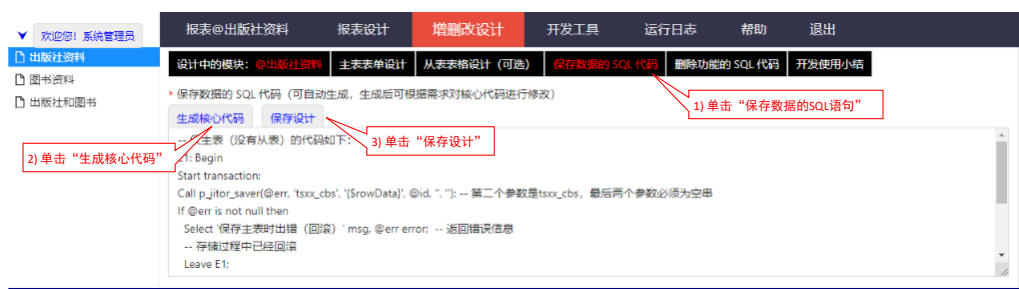 欢迎您！系统管理员
报表@出版社资料 报表设计 增删改设计 开发工具 运行日志 帮助 退出
出版社资料
图书资料
出版社和图书
设计中的模块：@出版社资料 主表表单设计 从表表格设计（可选） 保存数据的 SQL 代码 删除功能的 SQL 代码 开发使用小结
* 保存数据的 SQL 代码（可自动生成，生成后可根据需求对核心代码进行修改）
1) 单击“保存数据的SQL语句”
生成核心代码 保存设计
3) 单击“保存设计”
2) 单击“生成核心代码”
-- 仅主表（没有从表）的代码如下：
E1: Begin
Start transaction;
Call p_jitor_saver(@err, 'tsxx_cbs', '{$rowData}', @id, '', ''); -- 第二个参数是tsxx_cbs，最后两个参数必须为空串
If @err is not null then
Select '保存主表时出错（回滚）' msg, @err error; -- 返回错误信息
-- 存储过程中已经回滚
Leave E1;